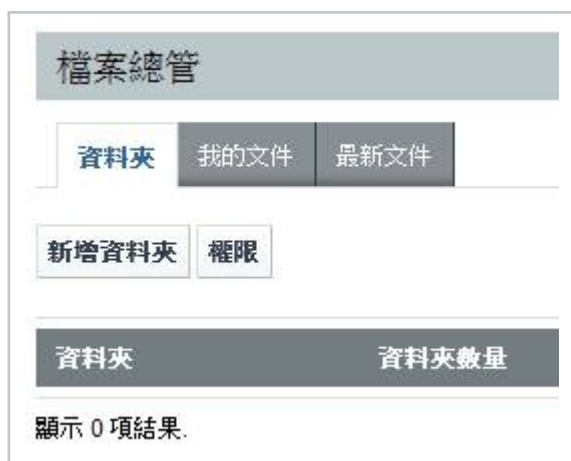 檔案總管
資料夾 我的文件 最新文件
新增資料夾 權限
資料夾 資料夾數量
顯示 0 項結果.